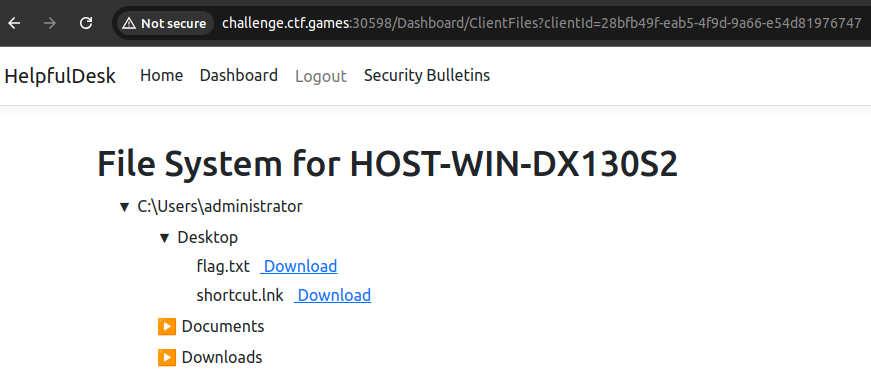 Not secure challenge.ctf.games:30598/Dashboard/ClientFiles?clientId=28bfb49f-eab5-4f9d-9a66-e54d81976747
HelpfulDesk Home Dashboard Logout Security Bulletins
File System for HOST-WIN-DX130S2
▼ C:\Users\administrator
▼ Desktop
flag.txt Download
shortcut.lnk Download
▶ Documents
▶ Downloads